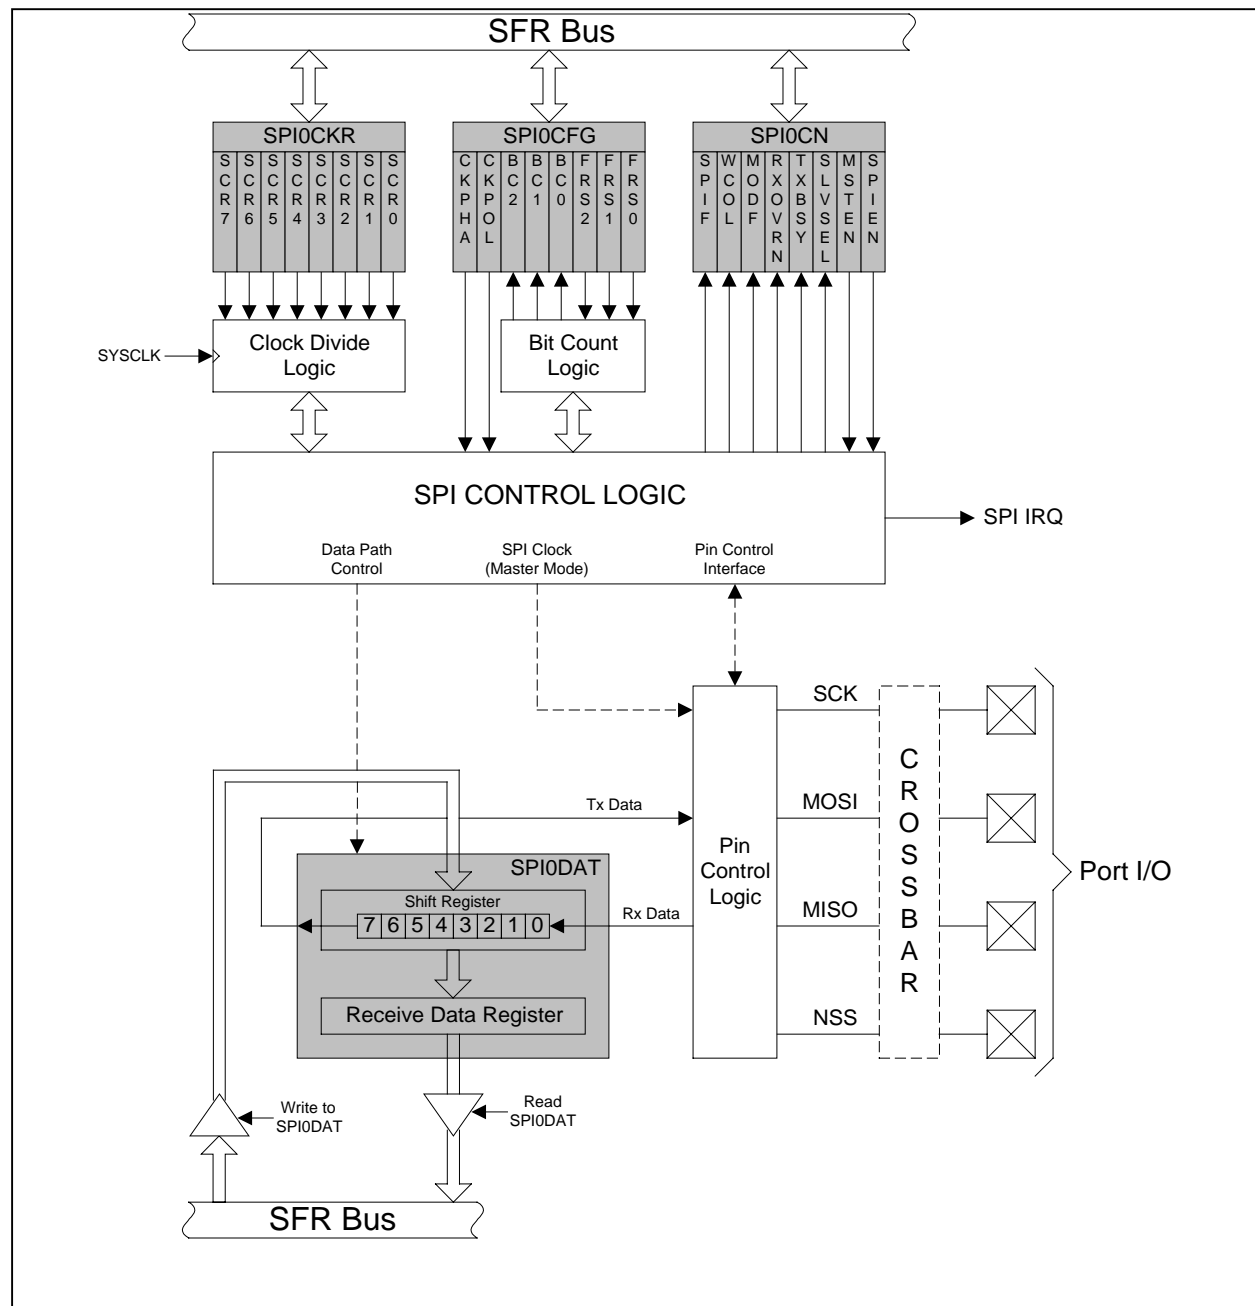 SFR Bus
SPI0CKR
SCR7 SCR6 SCR5 SCR4 SCR3 SCR2 SCR1 SCR0
SPI0CFG
CKPHA CKPOL BC2 BC1 BC0 FRS2 FRS1 FRS0
SPI0CN
SPIF WCOL MODF RXOVRN TXBSY SLVSEL MSTEN SPIEN
SYSCLK
Clock Divide
Logic
Bit Count
Logic
SPI CONTROL LOGIC
SPI IRQ
Data Path
Control
SPI Clock
(Master Mode)
Pin Control
Interface
SCK
MOSI
MISO
NSS
CROSSBAR
Port I/O
Tx Data
Pin
Control
Logic
Rx Data
SPI0DAT
Shift Register
7 6 5 4 3 2 1 0
Receive Data Register
Write to
SPI0DAT
Read
SPI0DAT
SFR Bus